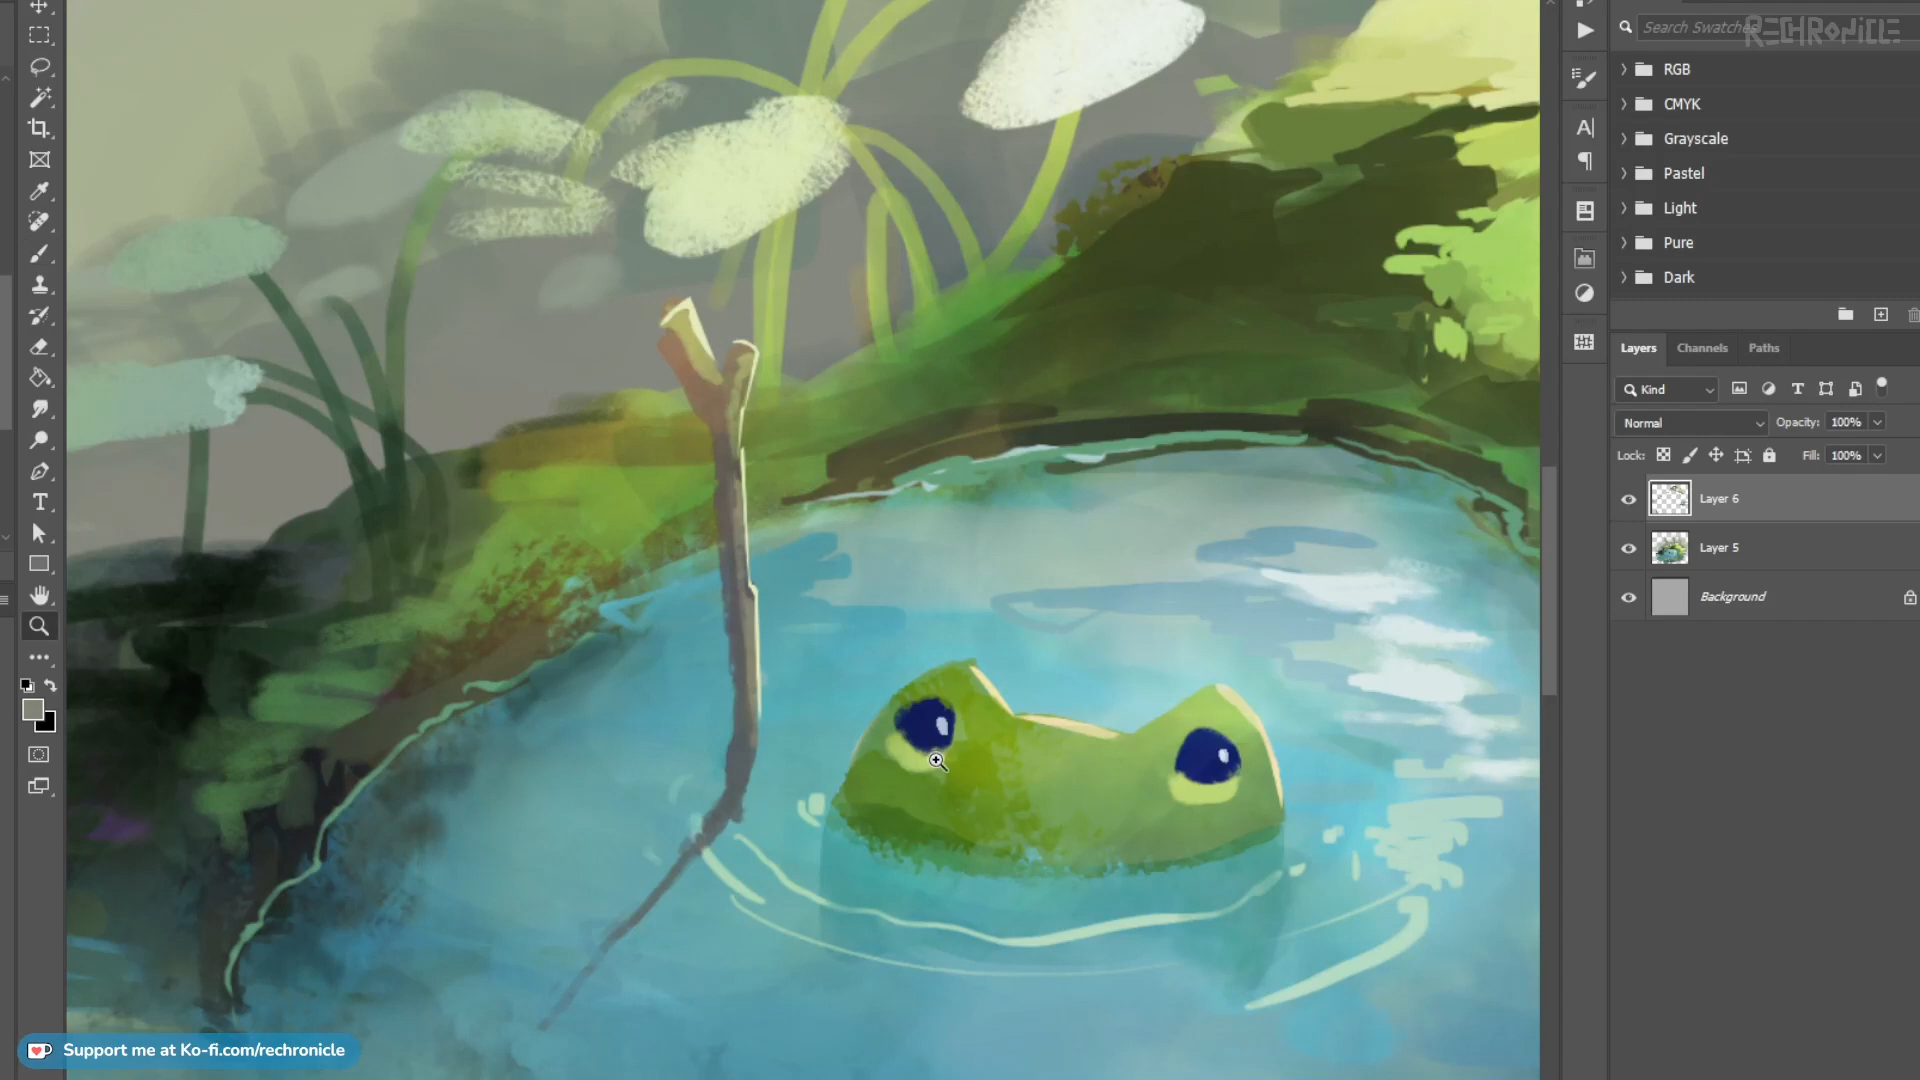 Search Swatches
RECHRONICLE
RGB
CMYK
Grayscale
Pastel
Light
Pure
Dark
Layers Channels Paths
Kind
Normal Opacity: 100%
Lock: Fill: 100%
Layer 6
Layer 5
Background
Support me at Ko-fi.com/rechronicle